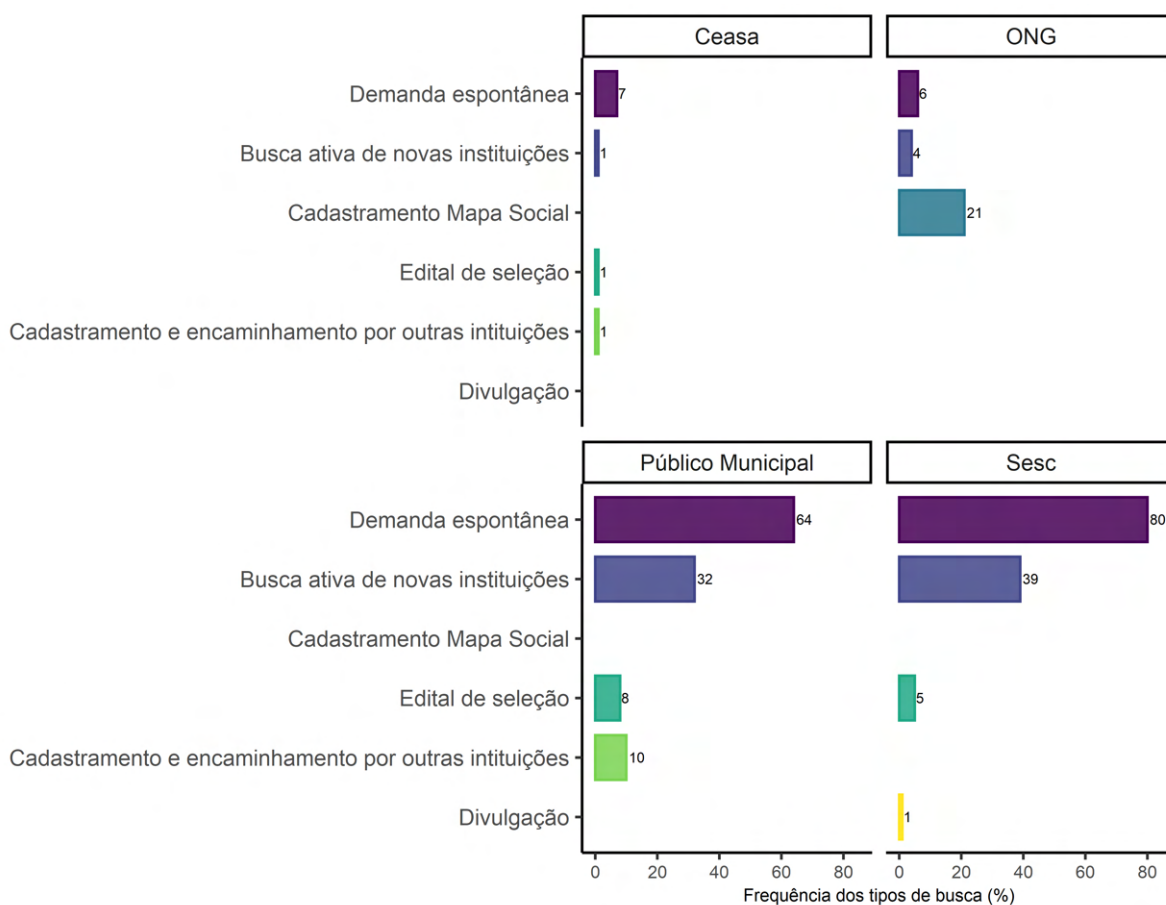 Ceasa
ONG
Demanda espontânea
7
6
Busca ativa de novas instituições
1
4
Cadastramento Mapa Social
21
Edital de seleção
1
Cadastramento e encaminhamento por outras intituições
1
Divulgação
Público Municipal
Sesc
Demanda espontânea
64
80
Busca ativa de novas instituições
32
39
Cadastramento Mapa Social
Edital de seleção
8
5
Cadastramento e encaminhamento por outras intituições
10
Divulgação
1
0 20 40 60 80
0 20 40 60 80
Frequência dos tipos de busca (%)